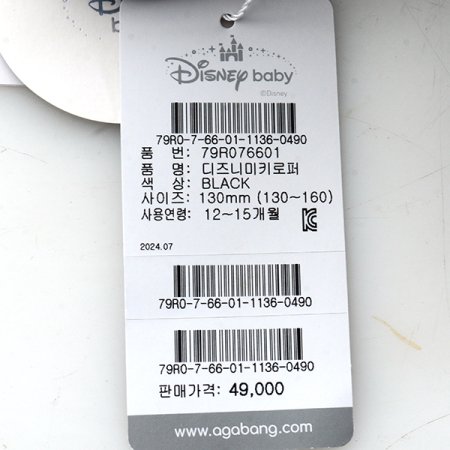 Disney baby
©Disney
79R0-7-66-01-1136-0490
품 번: 79R076601
품 명: 디즈니미키로퍼
색 상: BLACK
사이즈: 130mm (130~160)
사용연령: 12~15개월
2024.07
79R0-7-66-01-1136-0490
79R0-7-66-01-1136-0490
판매가격: 49,000
www.agabang.com